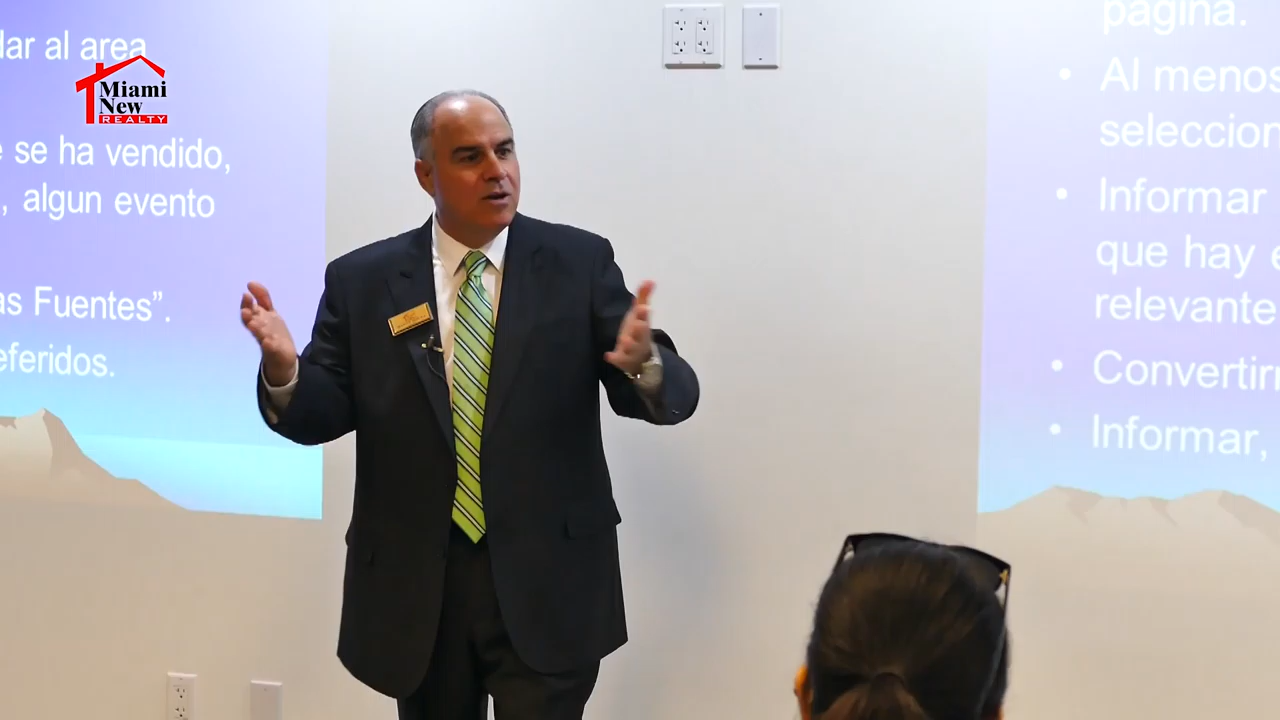 dar al area
Miami
New
REALTY
se ha vendido,
, algun evento
as Fuentes”.
eferidos.
pagina.
• Al menos
seleccion
• Informar
que hay e
relevante
• Convertir
• Informar,